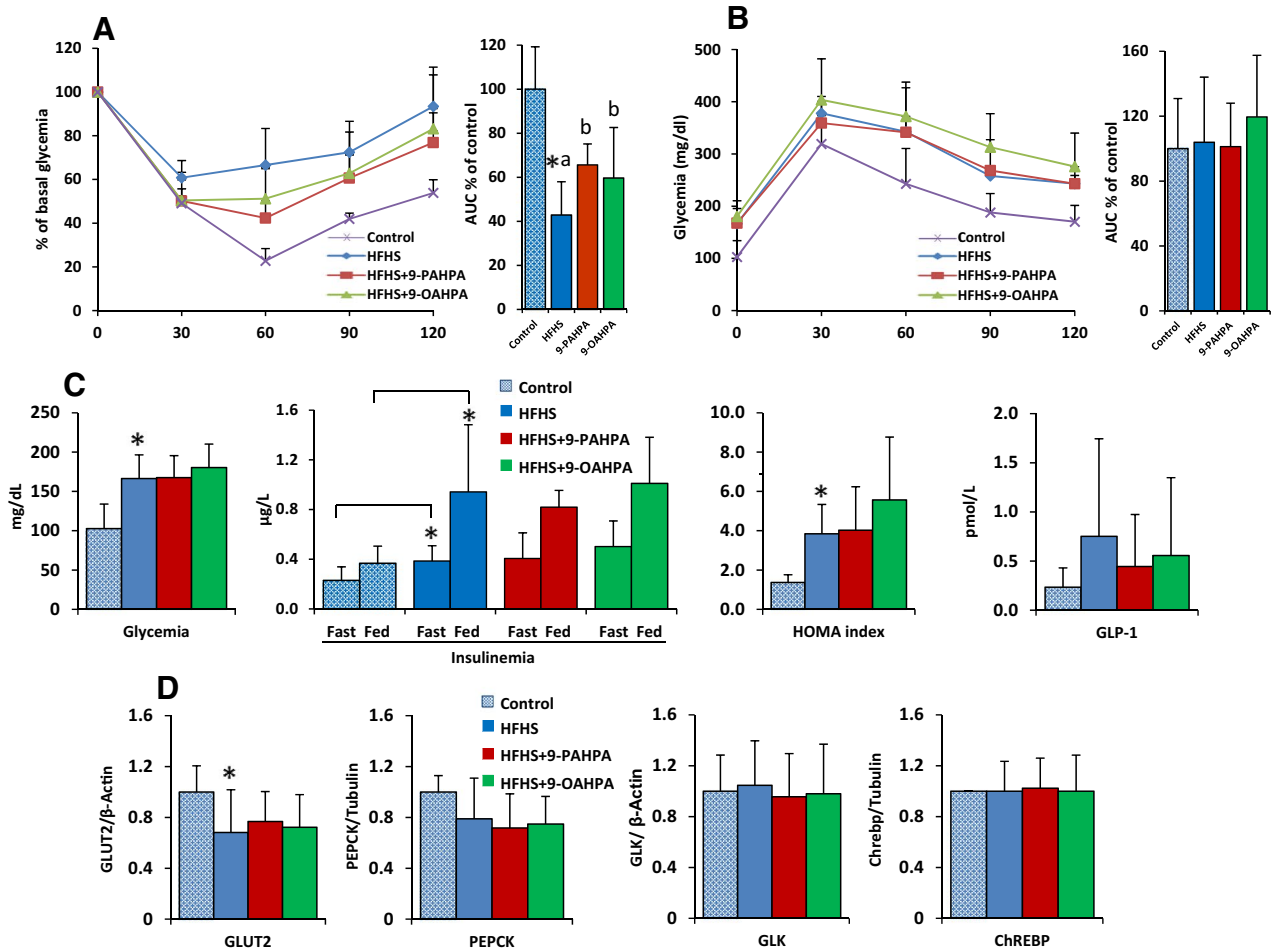 A
120
100
80
60
40
20
0
% of basal glycemia
0 30 60 90 120
Control
HFHS
HFHS+9-PAHPA
HFHS+9-OAHPA
120
100
80
60
40
20
0
AUC % of control
*a
b
b
Control HFHS 9-PAHPA 9-OAHPA
B
500
400
300
200
100
0
Glycemia (mg/dl)
0 30 60 90 120
Control
HFHS
HFHS+9-PAHPA
HFHS+9-OAHPA
160
120
80
40
0
AUC % of control
Control HFHS 9-PAHPA 9-OAHPA
C
250
200
150
100
50
0
mg/dL
*
Glycemia
1.6
1.2
0.8
0.4
0.0
µg/L
*
*
Fast Fed Fast Fed Fast Fed Fast Fed
Insulinemia
Control
HFHS
HFHS+9-PAHPA
HFHS+9-OAHPA
10.0
8.0
6.0
4.0
2.0
0.0
*
HOMA index
2.0
1.5
1.0
0.5
0.0
pmol/L
GLP-1
D
1.6
1.2
0.8
0.4
0
GLUT2/β-Actin
*
GLUT2
1.6
1.2
0.8
0.4
0
PEPCK/Tubulin
PEPCK
Control
HFHS
HFHS+9-PAHPA
HFHS+9-OAHPA
1.6
1.2
0.8
0.4
0
GLK/ β-Actin
GLK
1.6
1.2
0.8
0.4
0
Chrebp/Tubulin
ChREBP